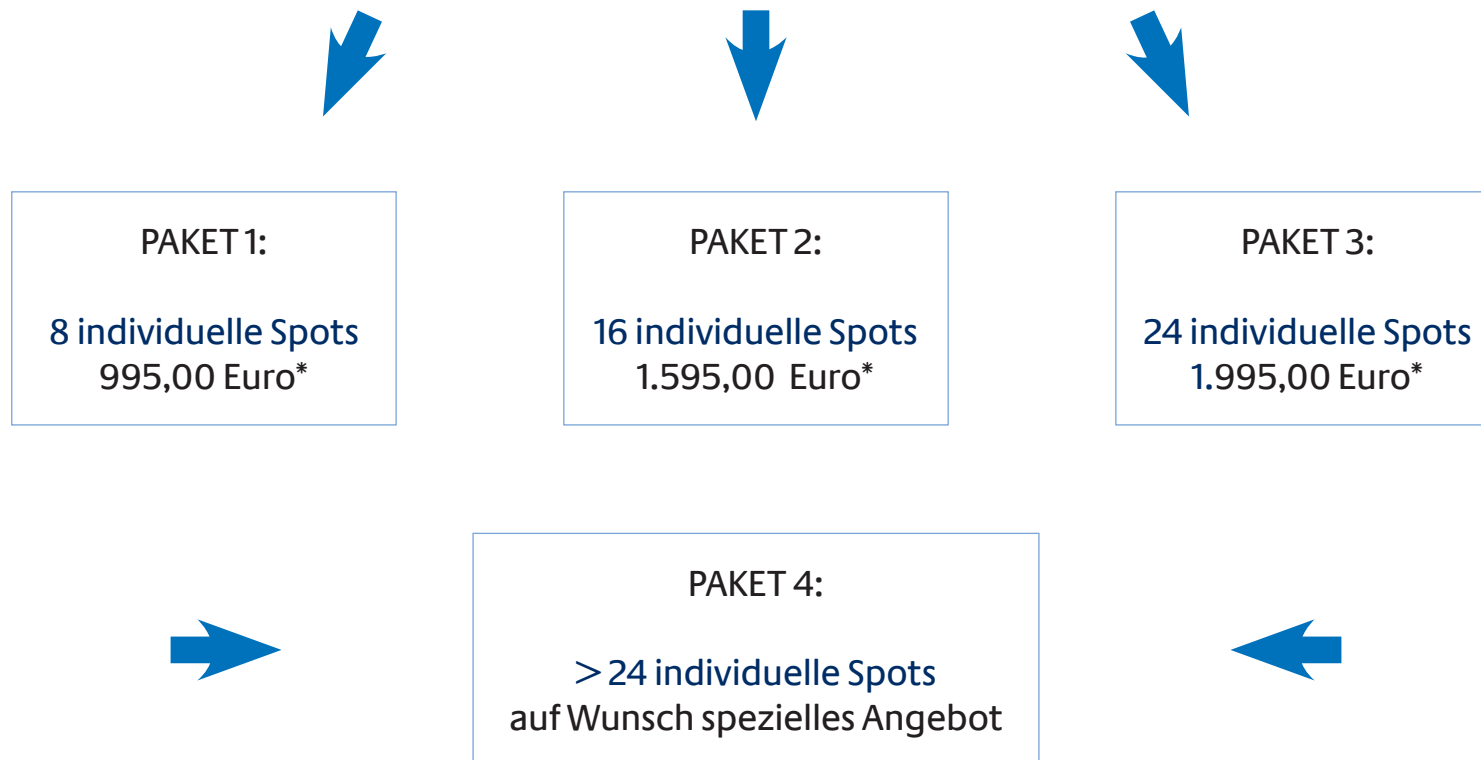 PAKET 1:
8 individuelle Spots
995,00 Euro*
PAKET 2:
16 individuelle Spots
1.595,00 Euro*
PAKET 3:
24 individuelle Spots
1.995,00 Euro*
PAKET 4:
> 24 individuelle Spots
auf Wunsch spezielles Angebot